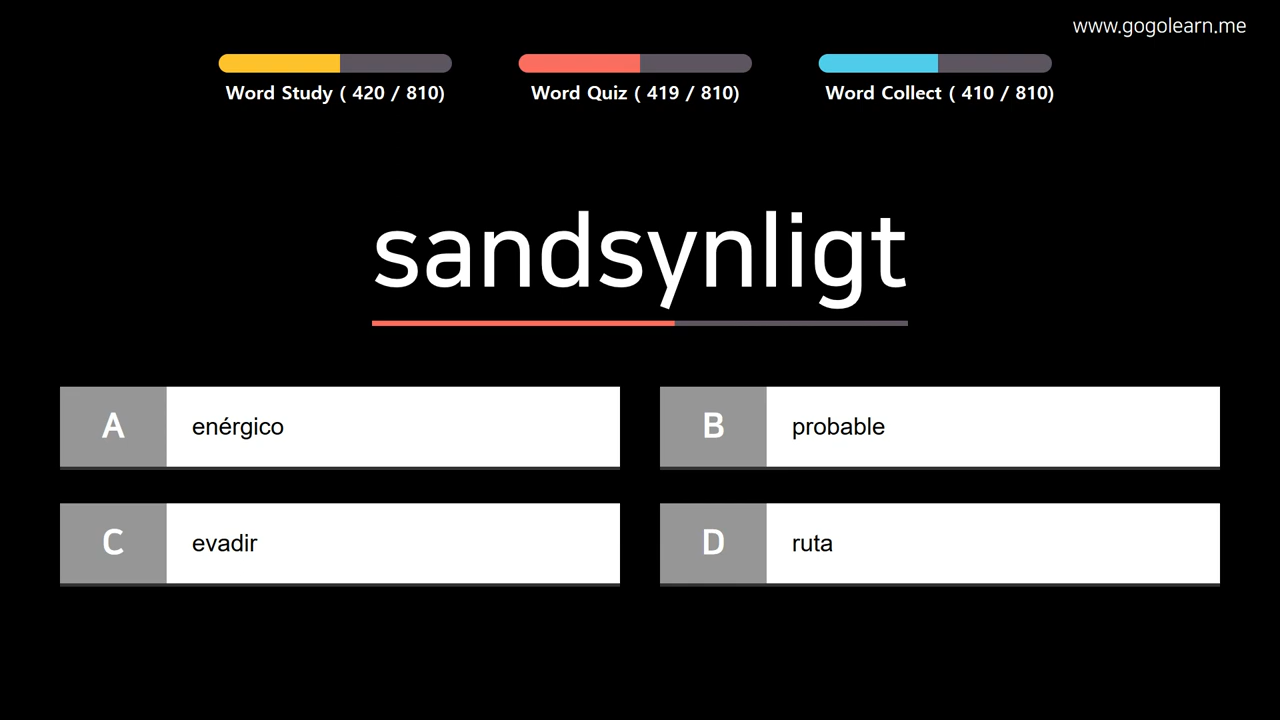 www.gogolearn.me
Word Study ( 420 / 810)
Word Quiz ( 419 / 810)
Word Collect ( 410 / 810)
sandsynligt
A enérgico
B probable
C evadir
D ruta